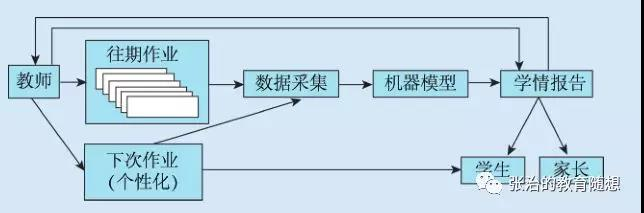 往期作业
教师
数据采集
机器模型
学情报告
下次作业
(个性化)
学生
家长
张治的教育随想